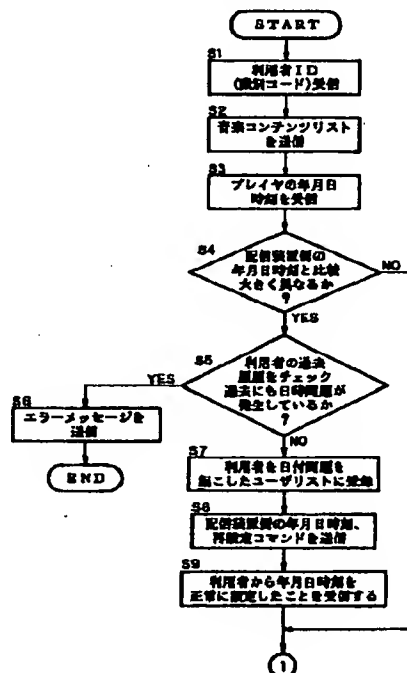 START
S1
利用者ID
(識別コード)受信
S2
音楽コンテンツリスト
を送信
S3
プレイヤの年月日
時刻を受信
S4
配信装置側の
年月日時刻と比較
大きく異なるか
?
NO
YES
S5
利用者の過去
履歴をチェック
過去にも日時問題が
発生しているか
?
YES
S6
エラーメッセージを
送信
END
NO
S7
利用者を日付問題を
起こしたユーザリストに登録
S8
配信装置側の年月日時刻、
再設定コマンドを送信
S9
利用者から年月日時刻を
正常に設定したことを受信する
1